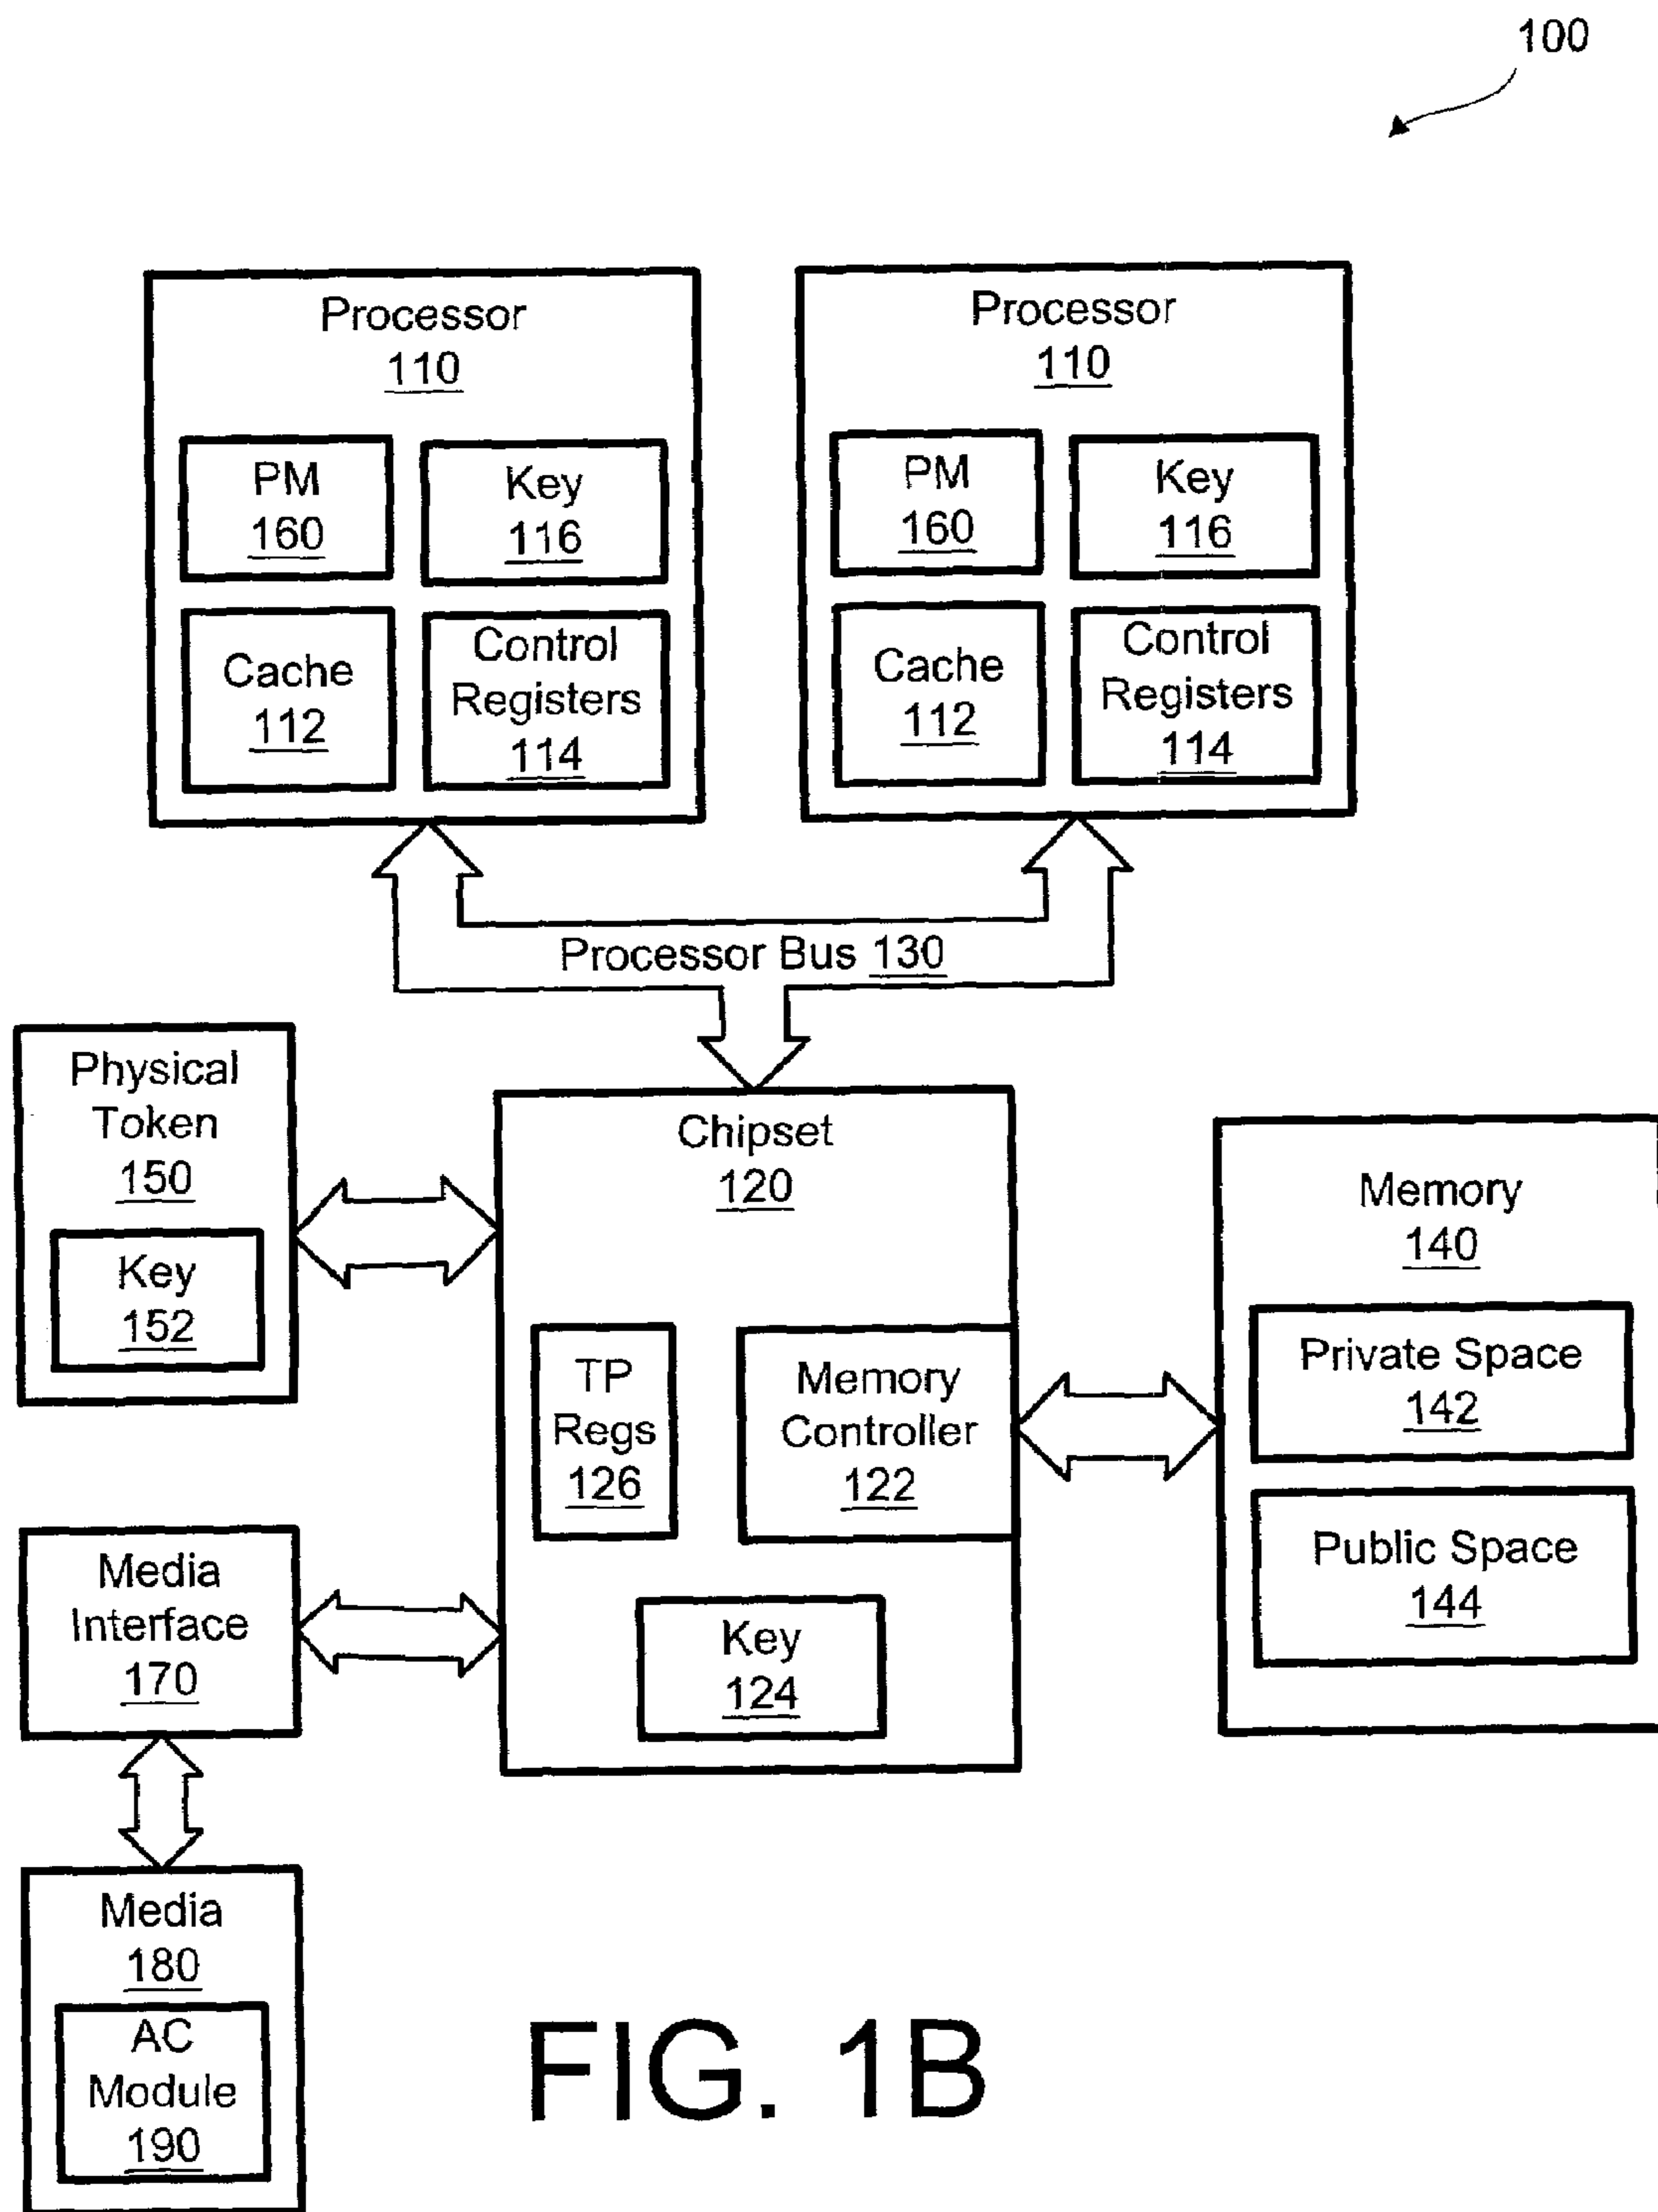 100
Processor
110
PM
160
Key
116
Cache
112
Control
Registers
114
Processor
110
PM
160
Key
116
Cache
112
Control
Registers
114
Processor Bus 130
Physical
Token
150
Key
152
Chipset
120
TP
Regs
126
Memory
Controller
122
Key
124
Memory
140
Private Space
142
Public Space
144
Media
Interface
170
Media
180
AC
Module
190
FIG. 1B